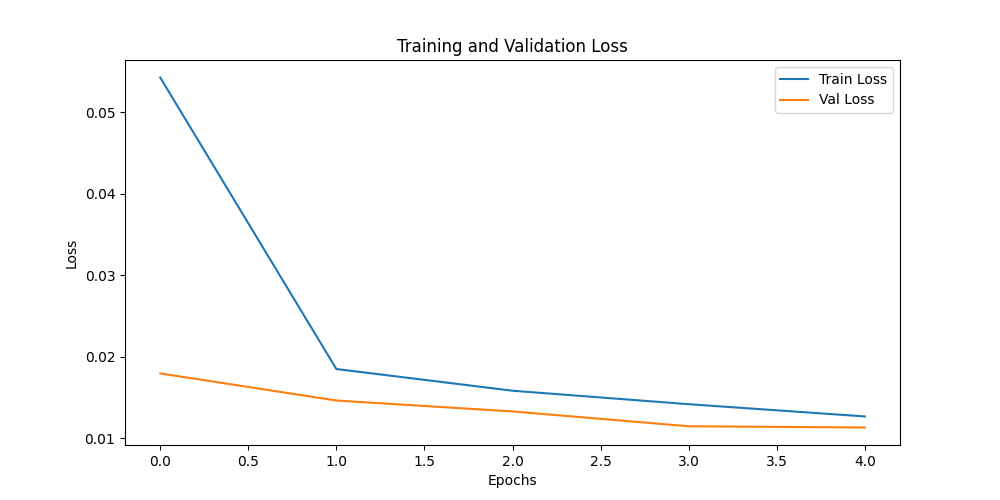 Training and Validation Loss
Train Loss
Val Loss
0.05
0.04
0.03
0.02
0.01
Loss
0.0 0.5 1.0 1.5 2.0 2.5 3.0 3.5 4.0
Epochs